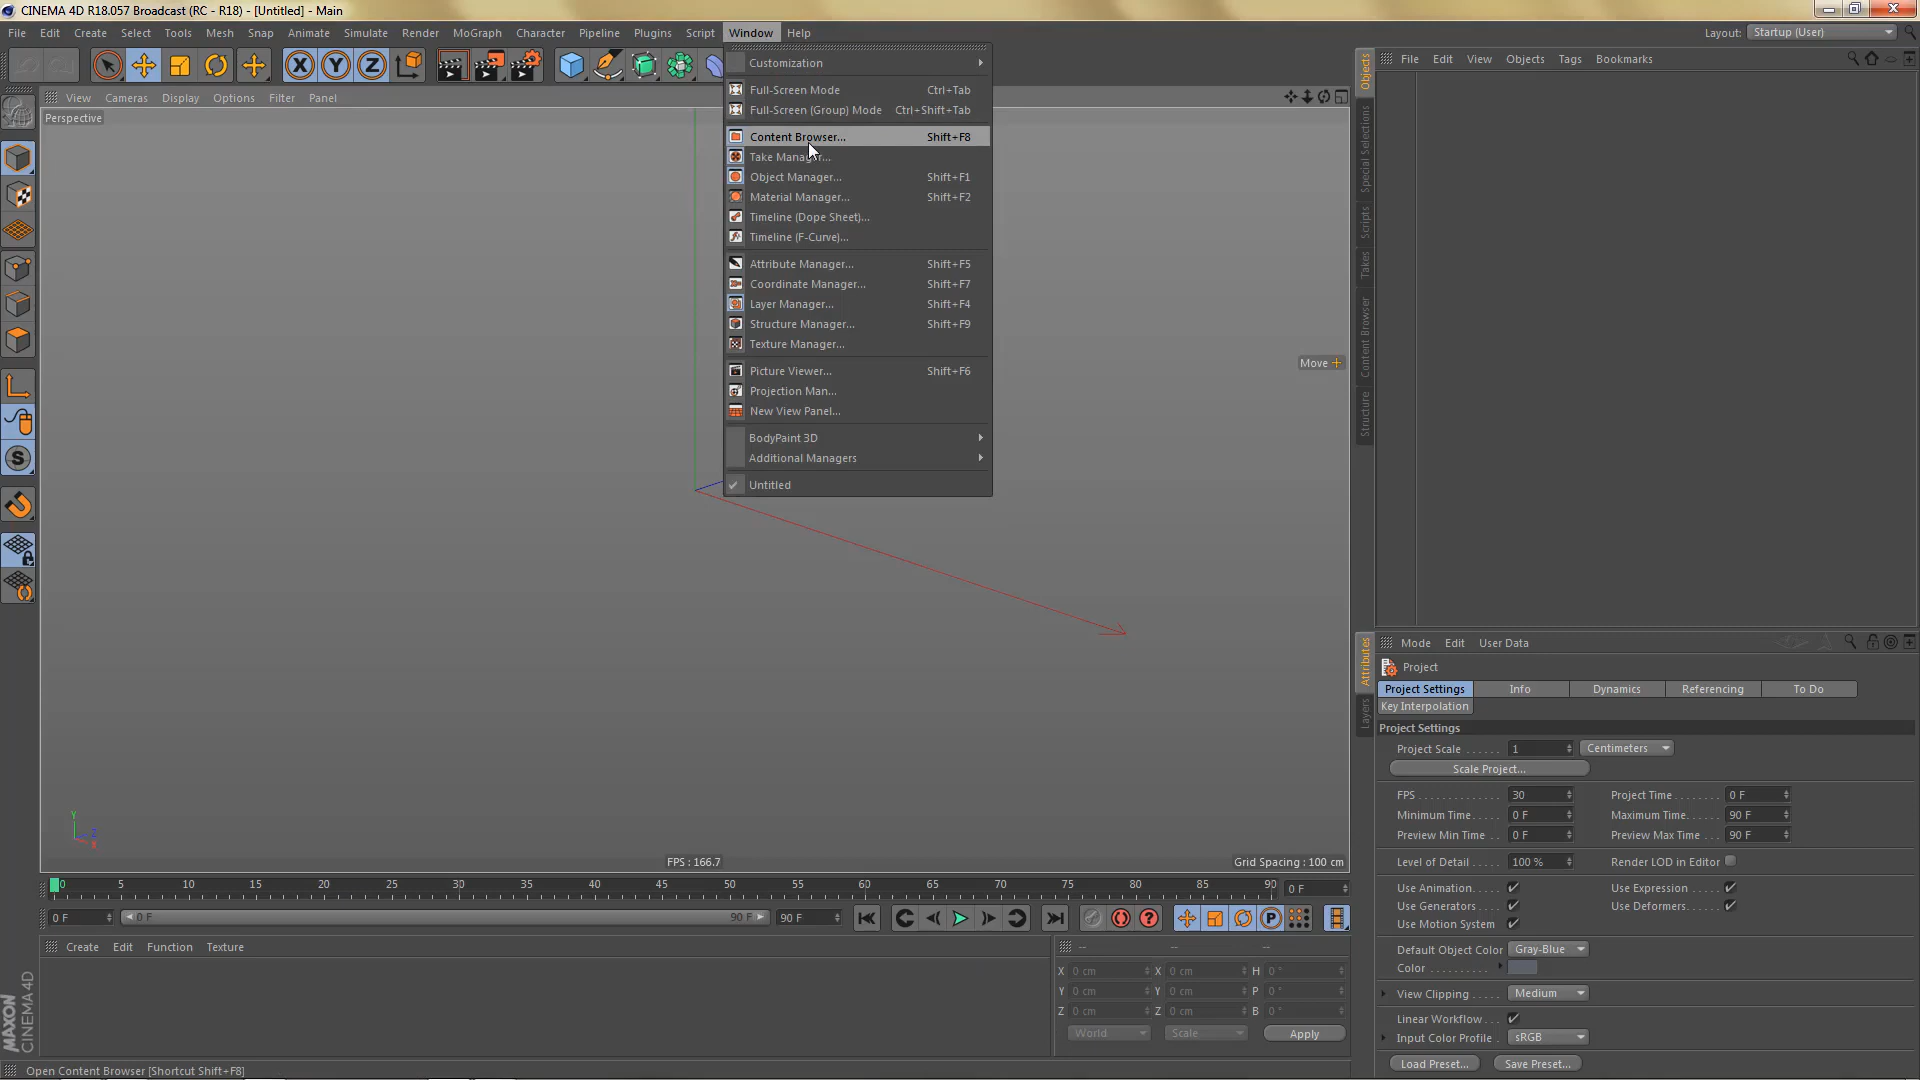 CINEMA 4D R18.057 Broadcast (RC - R18) - [Untitled] - Main
File Edit Create Select Tools Mesh Snap Animate Simulate Render MoGraph Character Pipeline Plugins Script Window Help
Layout: Startup (User)
X Y Z
View Cameras Display Options Filter Panel
Perspective
Customization
Full-Screen Mode Ctrl+Tab
Full-Screen (Group) Mode Ctrl+Shift+Tab
Content Browser... Shift+F8
Take Manager...
Object Manager... Shift+F1
Material Manager... Shift+F2
Timeline (Dope Sheet)...
Timeline (F-Curve)...
Attribute Manager... Shift+F5
Coordinate Manager... Shift+F7
Layer Manager... Shift+F4
Structure Manager... Shift+F9
Texture Manager...
Picture Viewer... Shift+F6
Projection Man...
New View Panel...
BodyPaint 3D
Additional Managers
Untitled
Move
Y
Z
X
FPS : 166.7
Grid Spacing : 100 cm
File Edit View Objects Tags Bookmarks
Objects
Special Selections
Scripts
Takes
Content Browser
Structure
Attributes
Layers
Mode Edit User Data
Project
Project Settings Info Dynamics Referencing To Do
Key Interpolation
Project Settings
Project Scale ...... 1 Centimeters
Scale Project...
FPS .............. 30 Project Time ........ 0 F
Minimum Time..... 0 F Maximum Time...... 90 F
Preview Min Time .. 0 F Preview Max Time ... 90 F
Level of Detail ..... 100 % Render LOD in Editor
Use Animation.... Use Expression ....
Use Generators.... Use Deformers.....
Use Motion System
Default Object Color Gray-Blue
Color ..........
View Clipping ..... Medium
Linear Workflow ...
Input Color Profile . sRGB
Load Preset... Save Preset...
0 5 10 15 20 25 30 35 40 45 50 55 60 65 70 75 80 85 90 0 F
0 F 0 F 90 F 90 F
P
Create Edit Function Texture
-- -- --
X 0 cm X 0 cm H 0 °
Y 0 cm Y 0 cm P 0 °
Z 0 cm Z 0 cm B 0 °
World Scale Apply
MAXON
CINEMA 4D
Open Content Browser [Shortcut Shift+F8]